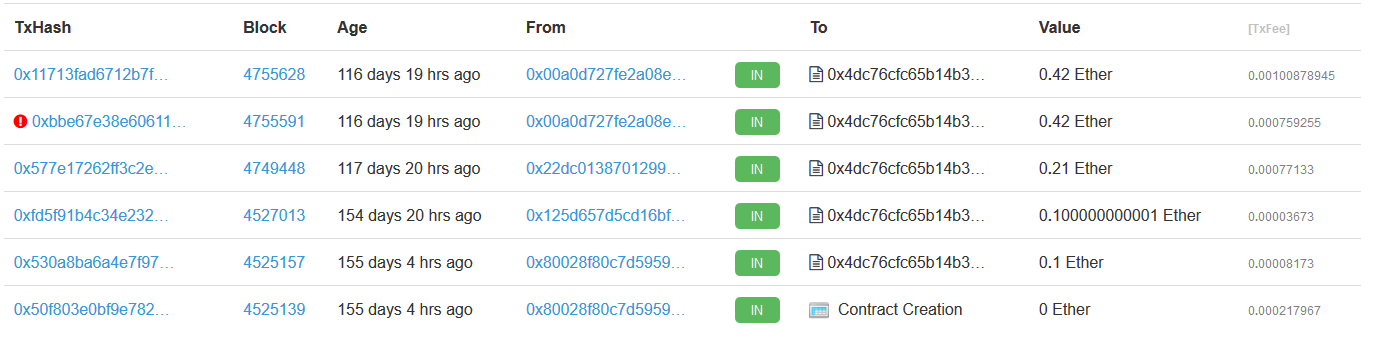 TxHash Block Age From To Value [TxFee]
0x11713fad6712b7f... 4755628 116 days 19 hrs ago 0x00a0d727fe2a08e... IN 0x4dc76cfc65b14b3... 0.42 Ether 0.00100878945
0xbbe67e38e60611... 4755591 116 days 19 hrs ago 0x00a0d727fe2a08e... IN 0x4dc76cfc65b14b3... 0.42 Ether 0.000759255
0x577e17262ff3c2e... 4749448 117 days 20 hrs ago 0x22dc0138701299... IN 0x4dc76cfc65b14b3... 0.21 Ether 0.00077133
0xfd5f91b4c34e232... 4527013 154 days 20 hrs ago 0x125d657d5cd16bf... IN 0x4dc76cfc65b14b3... 0.100000000001 Ether 0.00003673
0x530a8ba6a4e7f97... 4525157 155 days 4 hrs ago 0x80028f80c7d5959... IN 0x4dc76cfc65b14b3... 0.1 Ether 0.00008173
0x50f803e0bf9e782... 4525139 155 days 4 hrs ago 0x80028f80c7d5959... IN Contract Creation 0 Ether 0.000217967